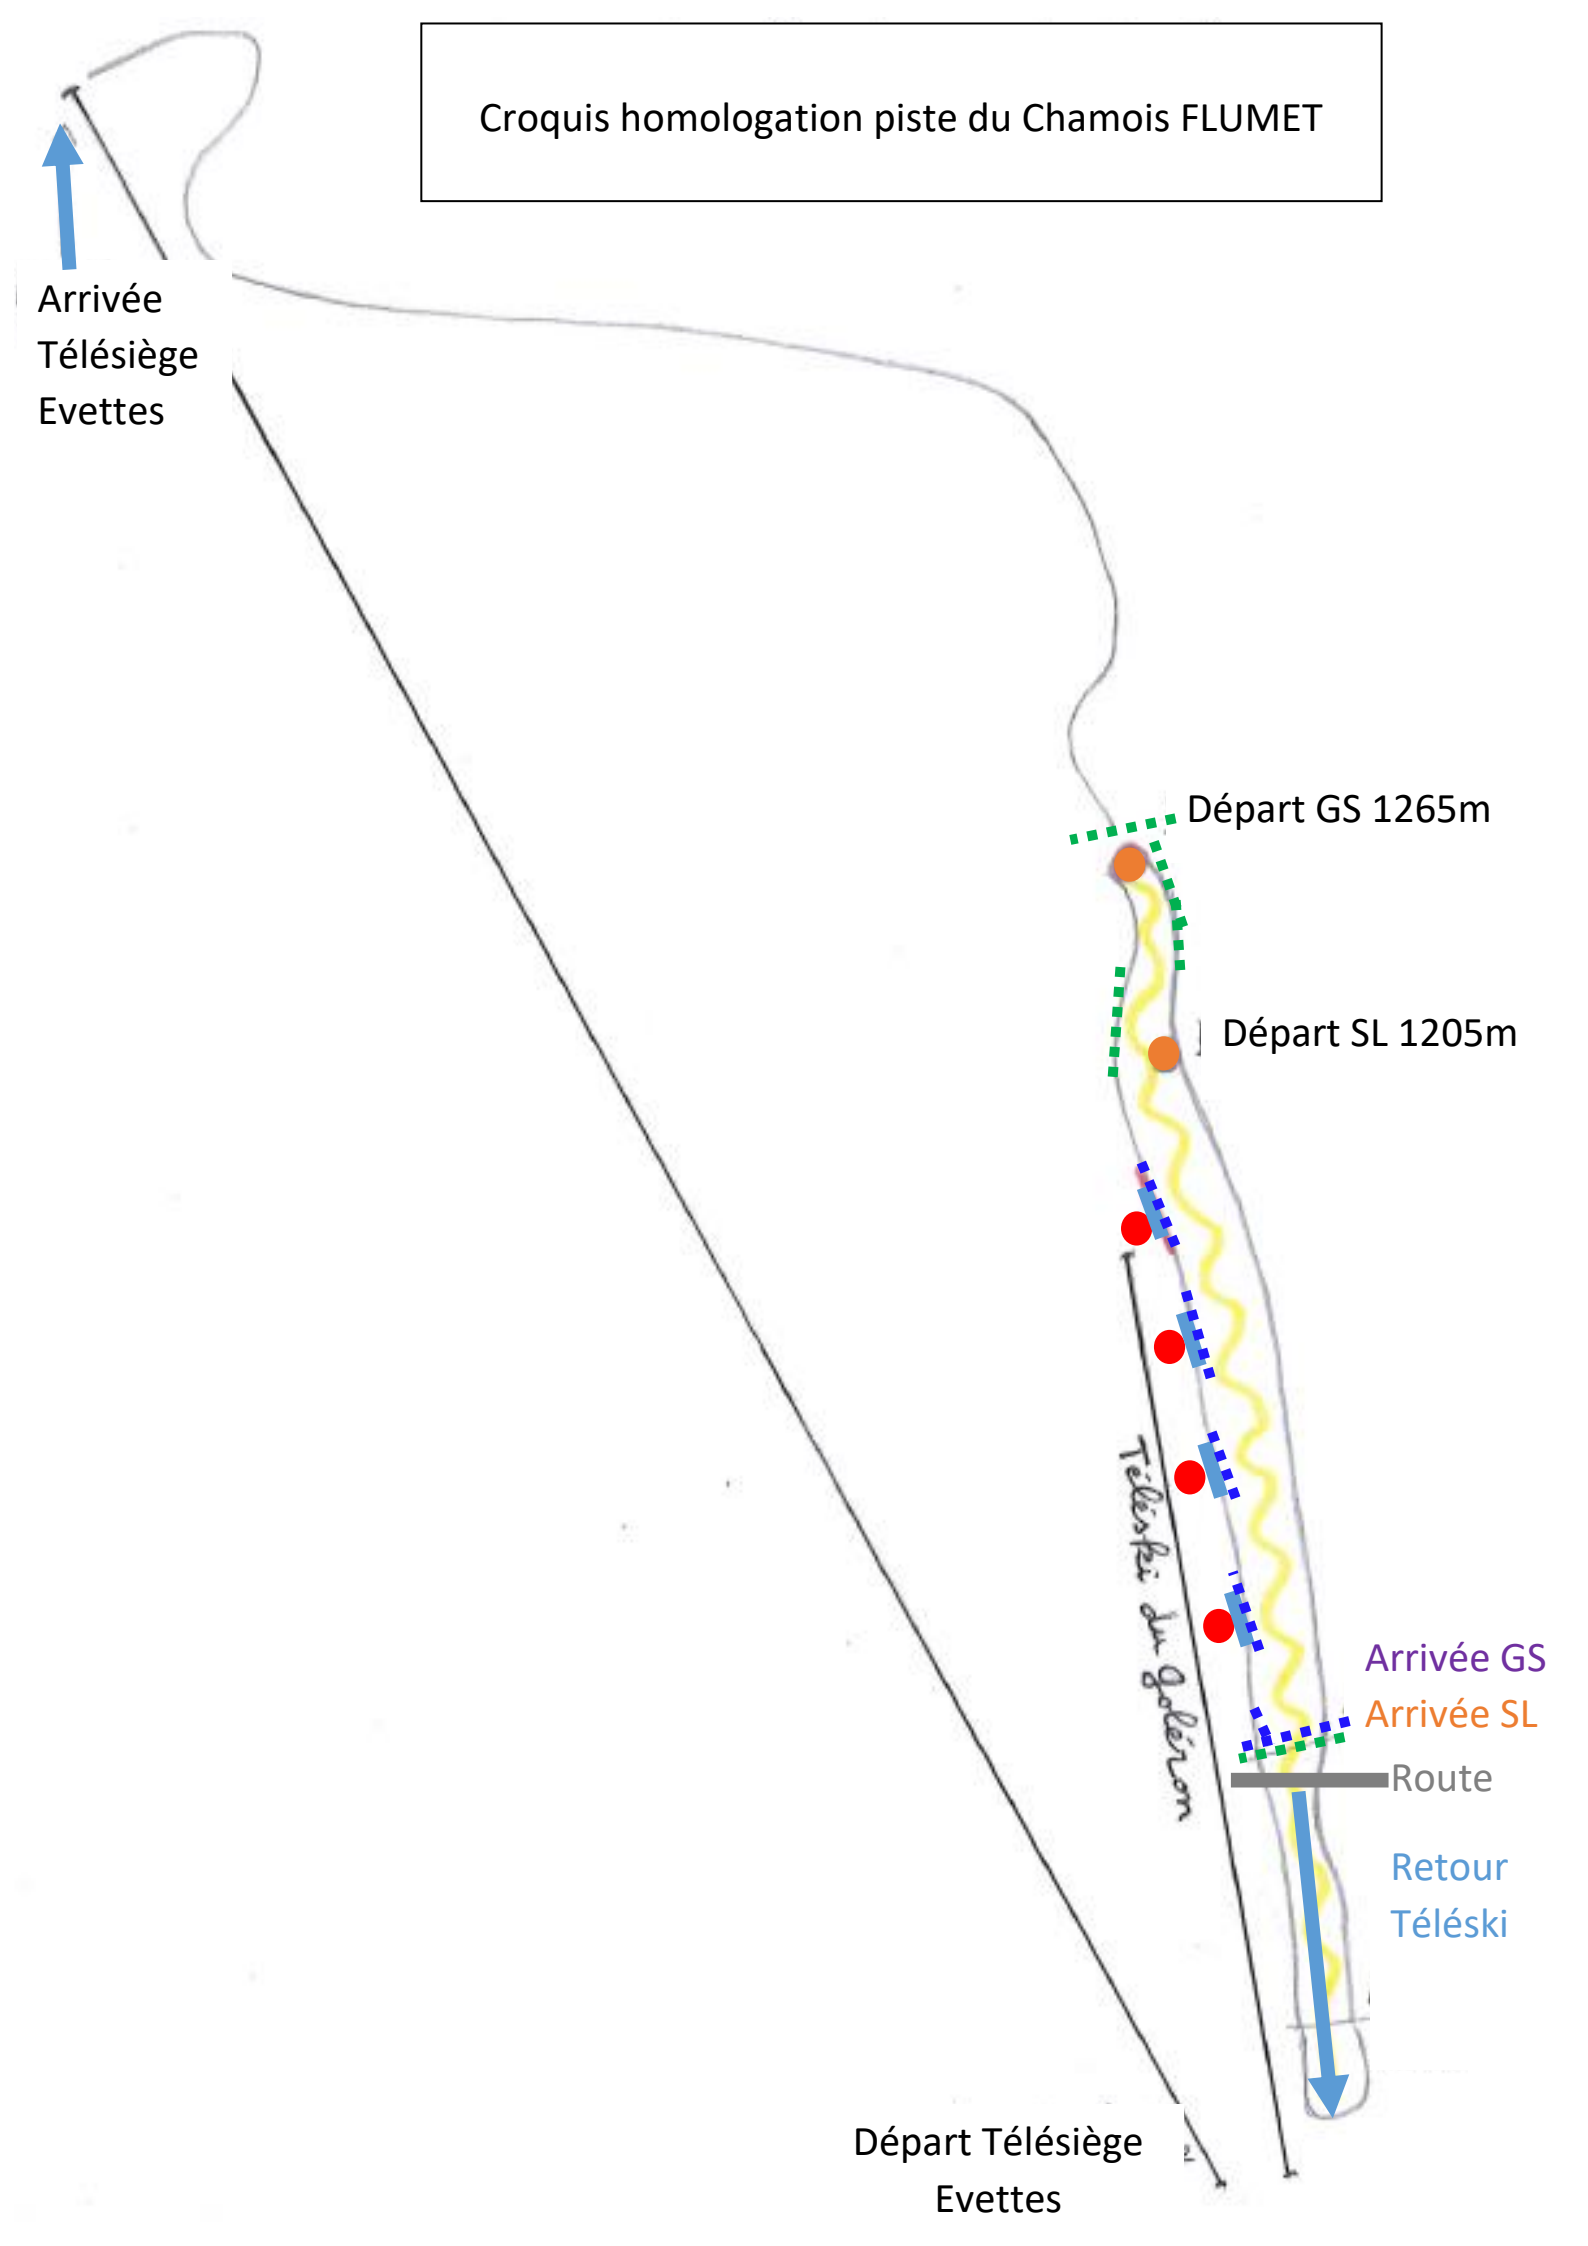 Croquis homologation piste du Chamois FLUMET
Arrivée
Télésiège
Evettes
Départ GS 1265m
Départ SL 1205m
Téléski du Goléron
Arrivée GS
Arrivée SL
Route
Retour
Téléski
Départ Télésiège
Evettes